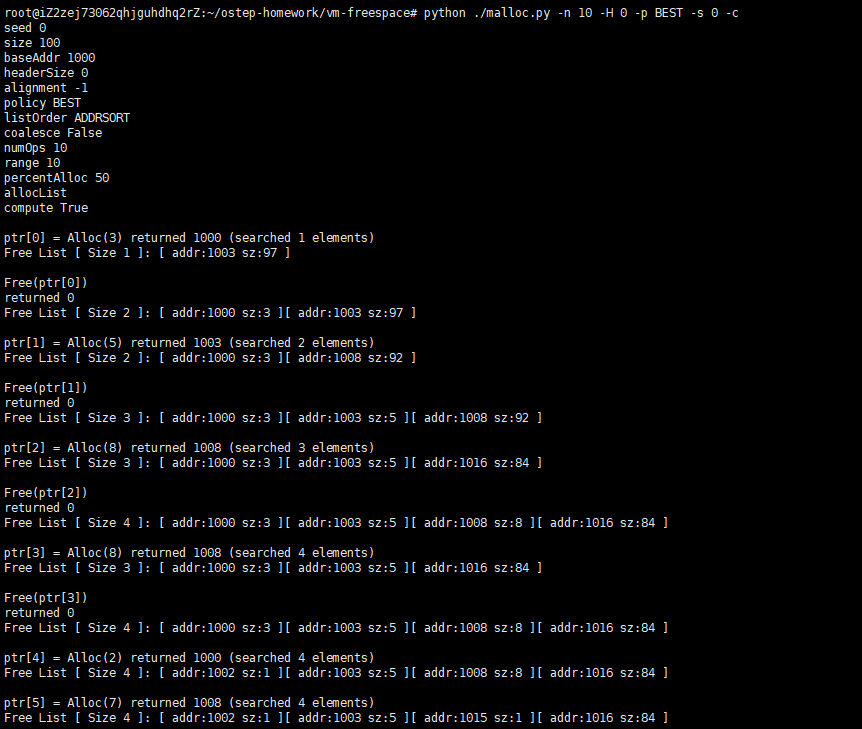 root@iZ2zej73062qhjguhdhq2rZ:~/ostep-homework/vm-freespace# python ./malloc.py -n 10 -H 0 -p BEST -s 0 -c
seed 0
size 100
baseAddr 1000
headerSize 0
alignment -1
policy BEST
listOrder ADDRSORT
coalesce False
numOps 10
range 10
percentAlloc 50
allocList
compute True
ptr[0] = Alloc(3) returned 1000 (searched 1 elements)
Free List [ Size 1 ]: [ addr:1003 sz:97 ]
Free(ptr[0])
returned 0
Free List [ Size 2 ]: [ addr:1000 sz:3 ][ addr:1003 sz:97 ]
ptr[1] = Alloc(5) returned 1003 (searched 2 elements)
Free List [ Size 2 ]: [ addr:1000 sz:3 ][ addr:1008 sz:92 ]
Free(ptr[1])
returned 0
Free List [ Size 3 ]: [ addr:1000 sz:3 ][ addr:1003 sz:5 ][ addr:1008 sz:92 ]
ptr[2] = Alloc(8) returned 1008 (searched 3 elements)
Free List [ Size 3 ]: [ addr:1000 sz:3 ][ addr:1003 sz:5 ][ addr:1016 sz:84 ]
Free(ptr[2])
returned 0
Free List [ Size 4 ]: [ addr:1000 sz:3 ][ addr:1003 sz:5 ][ addr:1008 sz:8 ][ addr:1016 sz:84 ]
ptr[3] = Alloc(8) returned 1008 (searched 4 elements)
Free List [ Size 3 ]: [ addr:1000 sz:3 ][ addr:1003 sz:5 ][ addr:1016 sz:84 ]
Free(ptr[3])
returned 0
Free List [ Size 4 ]: [ addr:1000 sz:3 ][ addr:1003 sz:5 ][ addr:1008 sz:8 ][ addr:1016 sz:84 ]
ptr[4] = Alloc(2) returned 1000 (searched 4 elements)
Free List [ Size 4 ]: [ addr:1002 sz:1 ][ addr:1003 sz:5 ][ addr:1008 sz:8 ][ addr:1016 sz:84 ]
ptr[5] = Alloc(7) returned 1008 (searched 4 elements)
Free List [ Size 4 ]: [ addr:1002 sz:1 ][ addr:1003 sz:5 ][ addr:1015 sz:1 ][ addr:1016 sz:84 ]